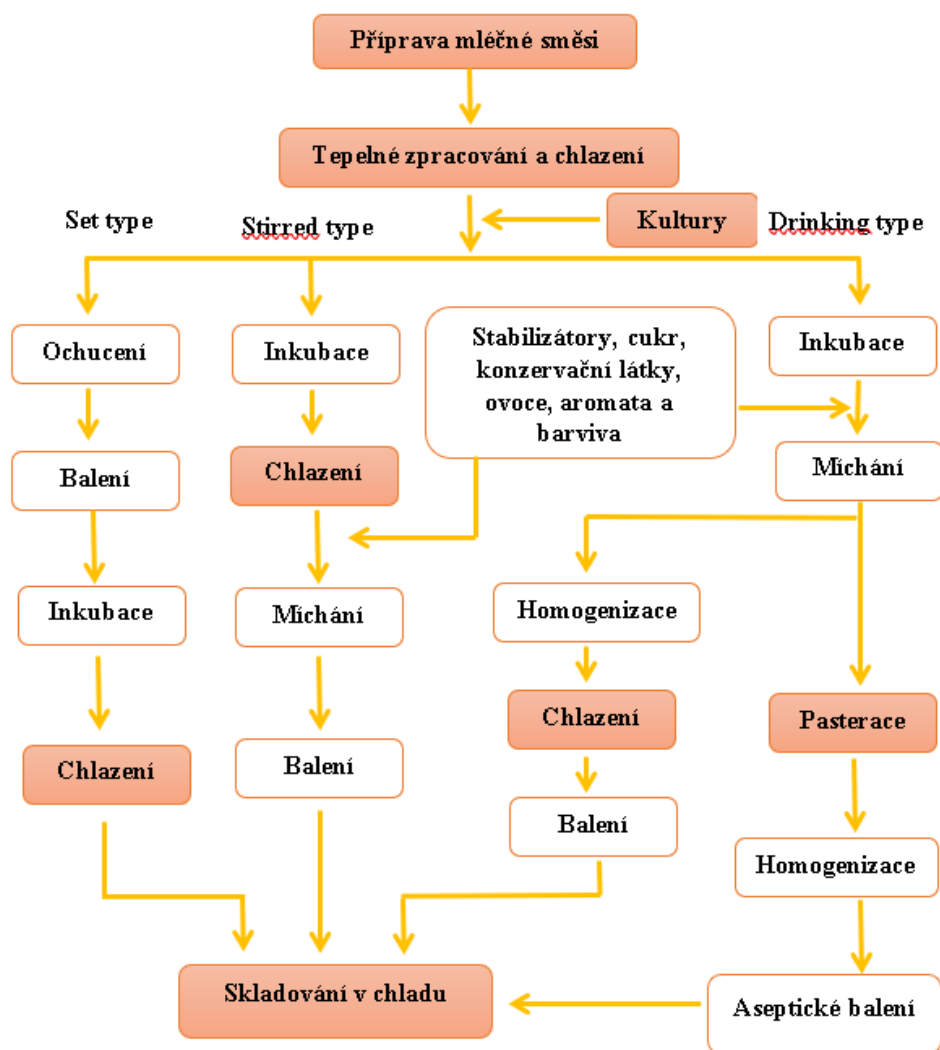 Příprava mléčné směsi
Tepelné zpracování a chlazení
Set type
Stirred type
Kultury
Drinking type
Ochucení
Inkubace
Stabilizátory, cukr,
konzervační látky,
ovoce, aromata a
barviva
Inkubace
Balení
Chlazení
Míchání
Inkubace
Míchání
Homogenizace
Chlazení
Pasterace
Chlazení
Balení
Balení
Homogenizace
Skladování v chladu
Aseptické balení